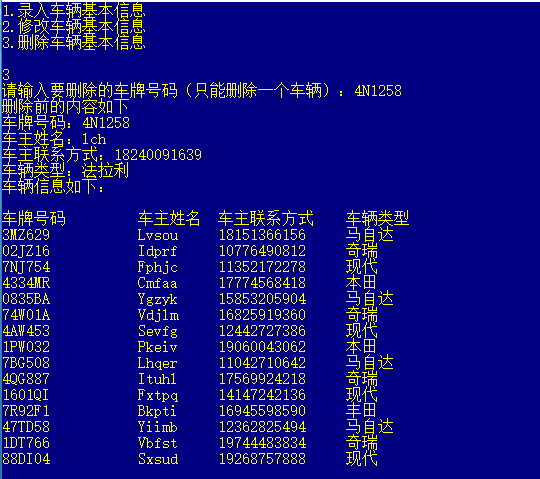 1.录入车辆基本信息
2.修改车辆基本信息
3.删除车辆基本信息
3
请输入要删除的车牌号码（只能删除一个车辆）：4N1258
删除前的内容如下
车牌号码：4N1258
车主姓名：lch
车主联系方式：18240091639
车辆类型：法拉利
车辆信息如下：
车牌号码 车主姓名 车主联系方式 车辆类型
3MZ629 Lvsou 18151366156 马自达
02JZ16 Idprf 10776490812 奇瑞
7NJ754 Fphjc 11352172278 现代
4334MR Cmfaa 17774568418 本田
0835BA Ygzyk 15853205904 马自达
74W01A Vdjlm 16825919360 奇瑞
4AW453 Sevfg 12442727386 现代
1PW032 Pkeiv 19060043062 本田
7BG508 Lhqer 11042710642 马自达
4QG887 Ituhl 17569924218 奇瑞
1601QI Fxtpq 14147242136 现代
7R92F1 Bkpti 16945598590 丰田
47TD58 Yiimb 12362825494 马自达
1DT766 Vbfst 19744483834 奇瑞
88DI04 Sxsud 19268757888 现代